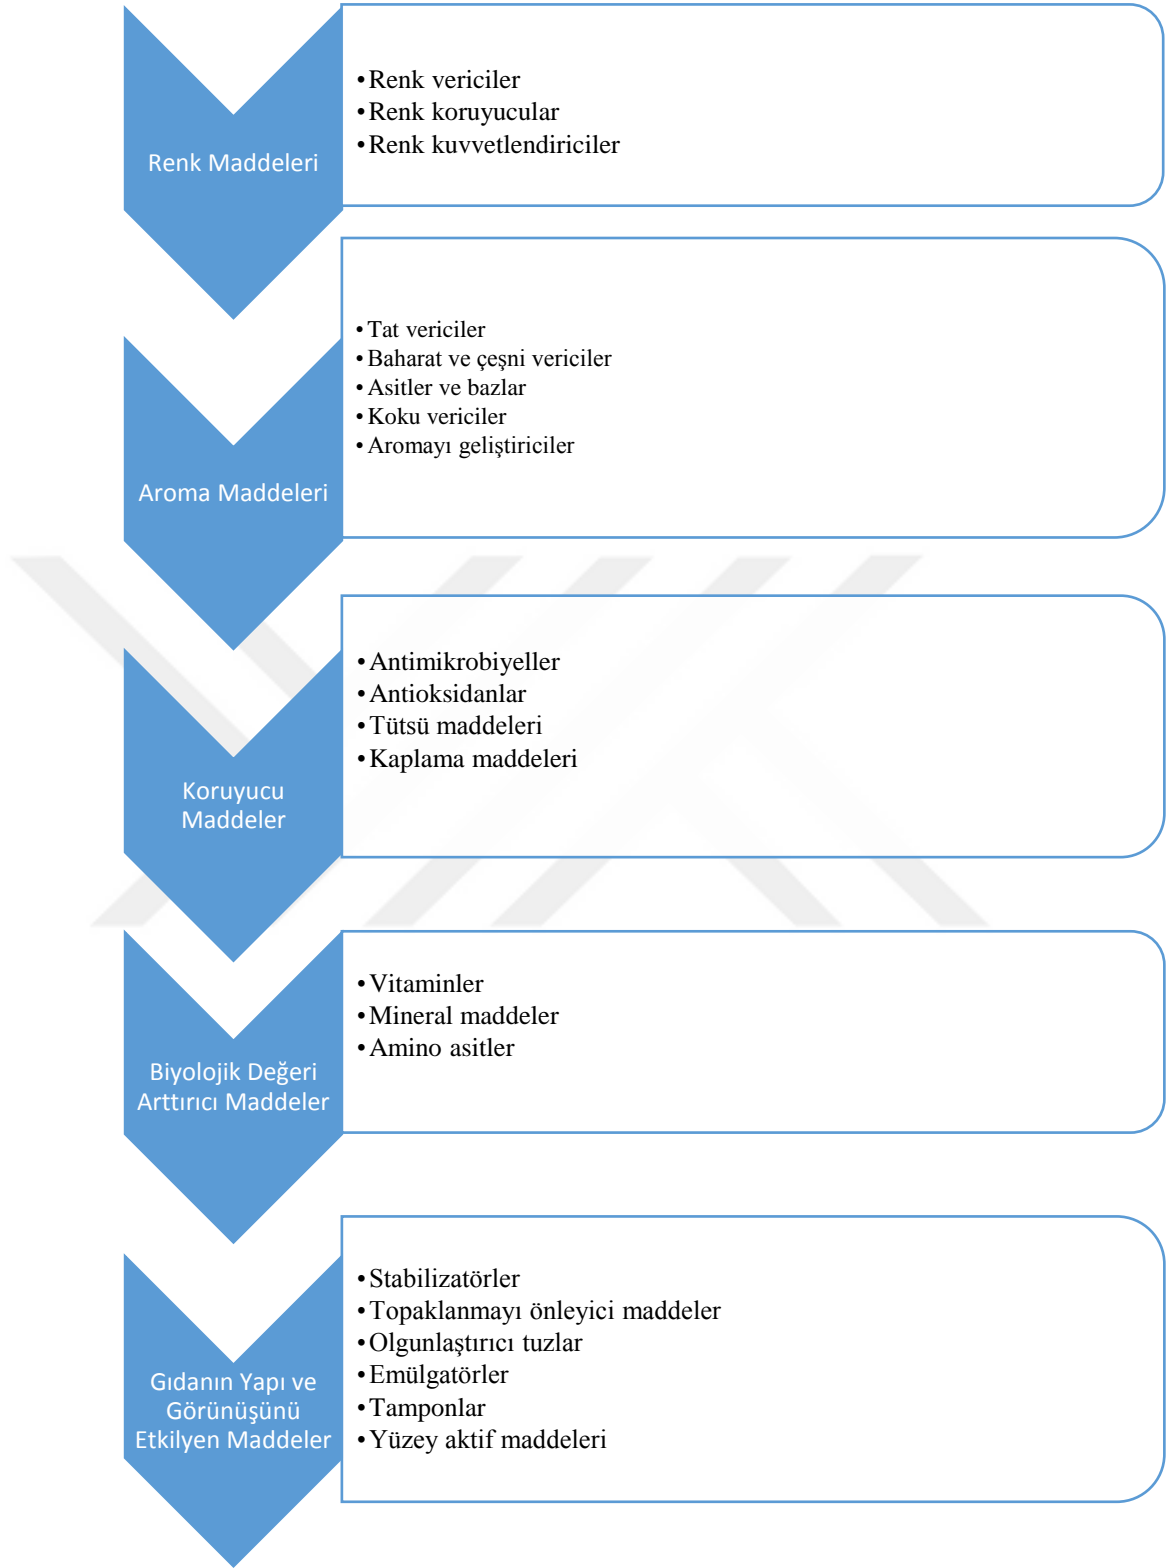 Renk Maddeleri
•Renk vericiler
•Renk koruyucular
•Renk kuvvetlendiriciler
Aroma Maddeleri
•Tat vericiler
•Baharat ve çeşni vericiler
•Asitler ve bazlar
•Koku vericiler
•Aromayı geliştiriciler
Koruyucu
Maddeler
•Antimikrobiyeller
•Antioksidanlar
•Tütsü maddeleri
•Kaplama maddeleri
Biyolojik Değeri
Arttırıcı Maddeler
•Vitaminler
•Mineral maddeler
•Amino asitler
Gıdanın Yapı ve
Görünüşünü
Etkilyen Maddeler
•Stabilizatörler
•Topaklanmayı önleyici maddeler
•Olgunlaştırıcı tuzlar
•Emülgatörler
•Tamponlar
•Yüzey aktif maddeleri